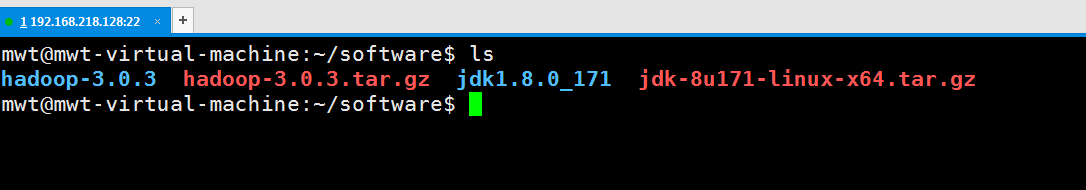 1 192.168.218.128:22 × +
mwt@mwt-virtual-machine:~/software$ ls
hadoop-3.0.3  hadoop-3.0.3.tar.gz  jdk1.8.0_171  jdk-8u171-linux-x64.tar.gz
mwt@mwt-virtual-machine:~/software$